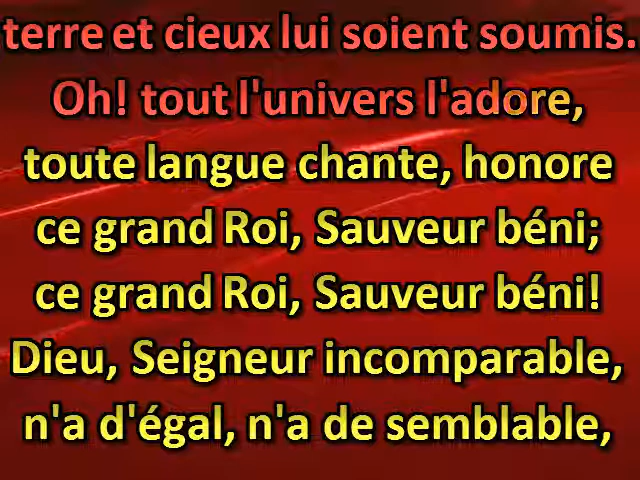 terre et cieux lui soient soumis.
Oh! tout l'univers l'adore,
toute langue chante, honore
ce grand Roi, Sauveur béni;
ce grand Roi, Sauveur béni!
Dieu, Seigneur incomparable,
n'a d'égal, n'a de semblable,